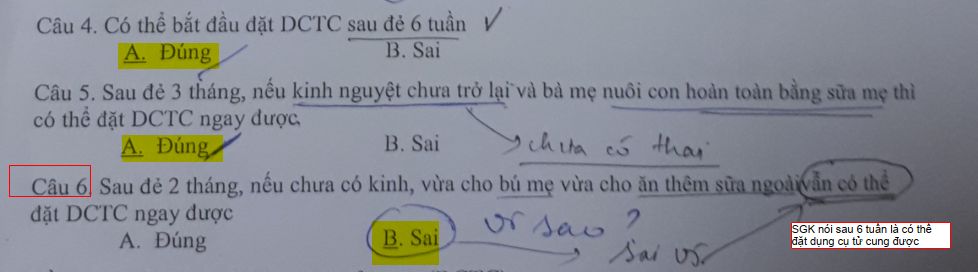 Câu 4. Có thể bắt đầu đặt DCTC sau đẻ 6 tuần
A. Đúng B. Sai
Câu 5. Sau đẻ 3 tháng, nếu kinh nguyệt chưa trở lại và bà mẹ nuôi con hoàn toàn bằng sữa mẹ thì
có thể đặt DCTC ngay được.
A. Đúng B. Sai chưa có thai
Câu 6. Sau đẻ 2 tháng, nếu chưa có kinh, vừa cho bú mẹ vừa cho ăn thêm sữa ngoài vẫn có thể
đặt DCTC ngay được vì sao?
A. Đúng B. Sai sai vì
SGK nói sau 6 tuần là có thể
đặt dụng cụ tử cung được